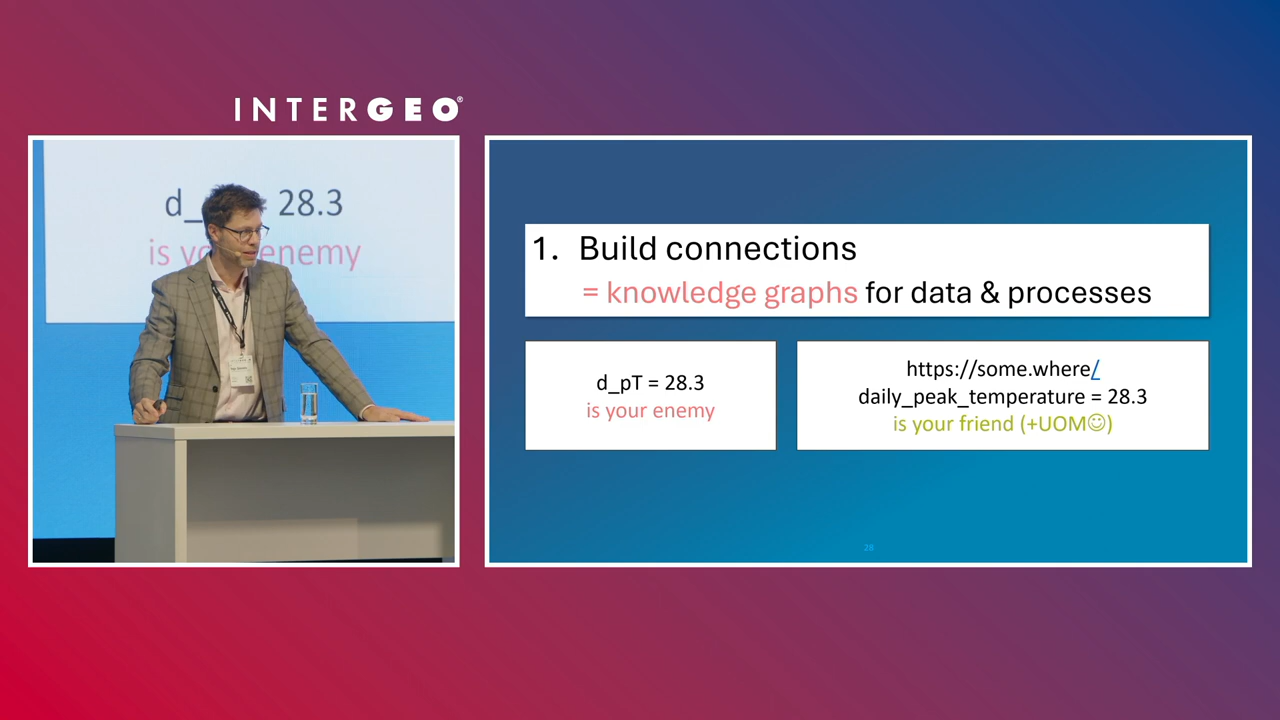 INTERGEO®
d_ = 28.3
is enemy
1. Build connections
= knowledge graphs for data & processes
d_pT = 28.3
is your enemy
https://some.where/
daily_peak_temperature = 28.3
is your friend (+UOM☺)
28